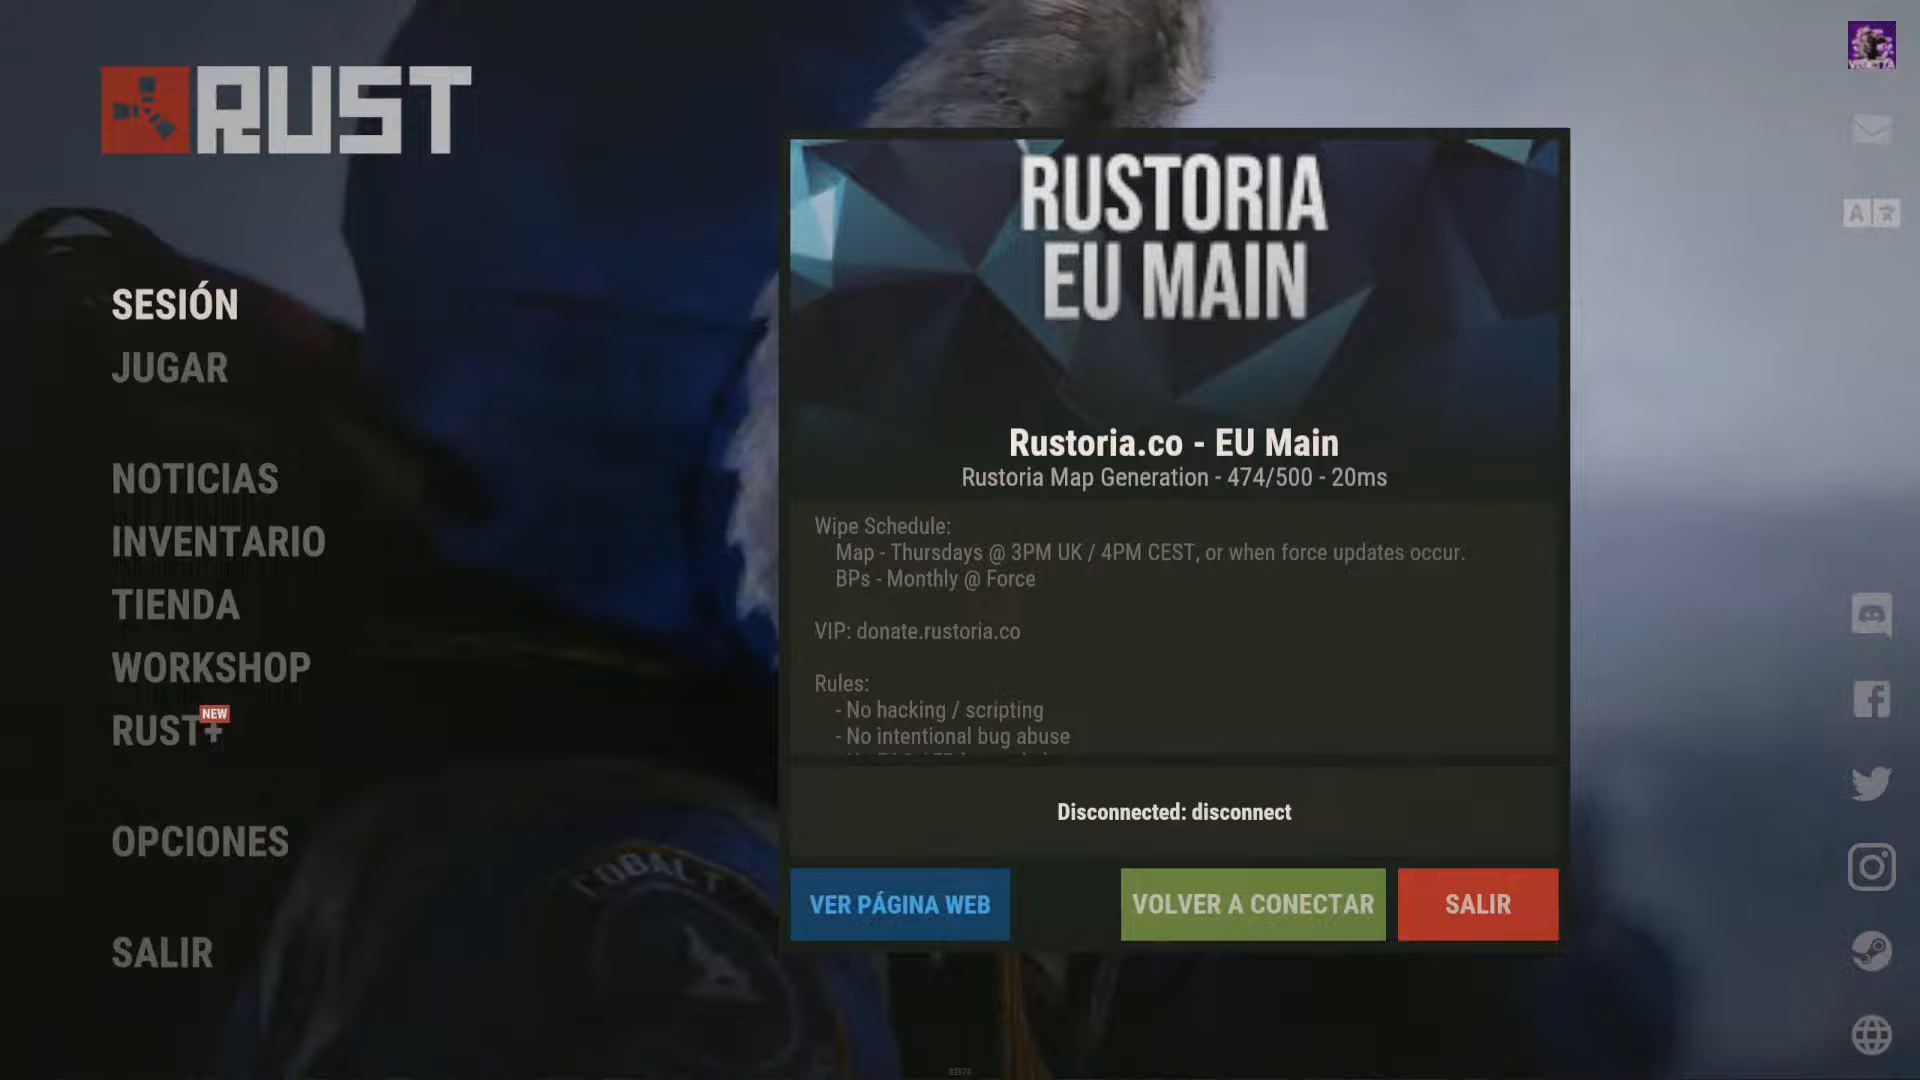 RUST
SESIÓN
JUGAR
NOTICIAS
INVENTARIO
TIENDA
WORKSHOP
RUST+
NEW
OPCIONES
SALIR
RUSTORIA
EU MAIN
Rustoria.co - EU Main
Rustoria Map Generation - 474/500 - 20ms
Wipe Schedule:
Map - Thursdays @ 3PM UK / 4PM CEST, or when force updates occur.
BPs - Monthly @ Force
VIP: donate.rustoria.co
Rules:
- No hacking / scripting
- No intentional bug abuse
Disconnected: disconnect
VER PÁGINA WEB
VOLVER A CONECTAR
SALIR
COBALT